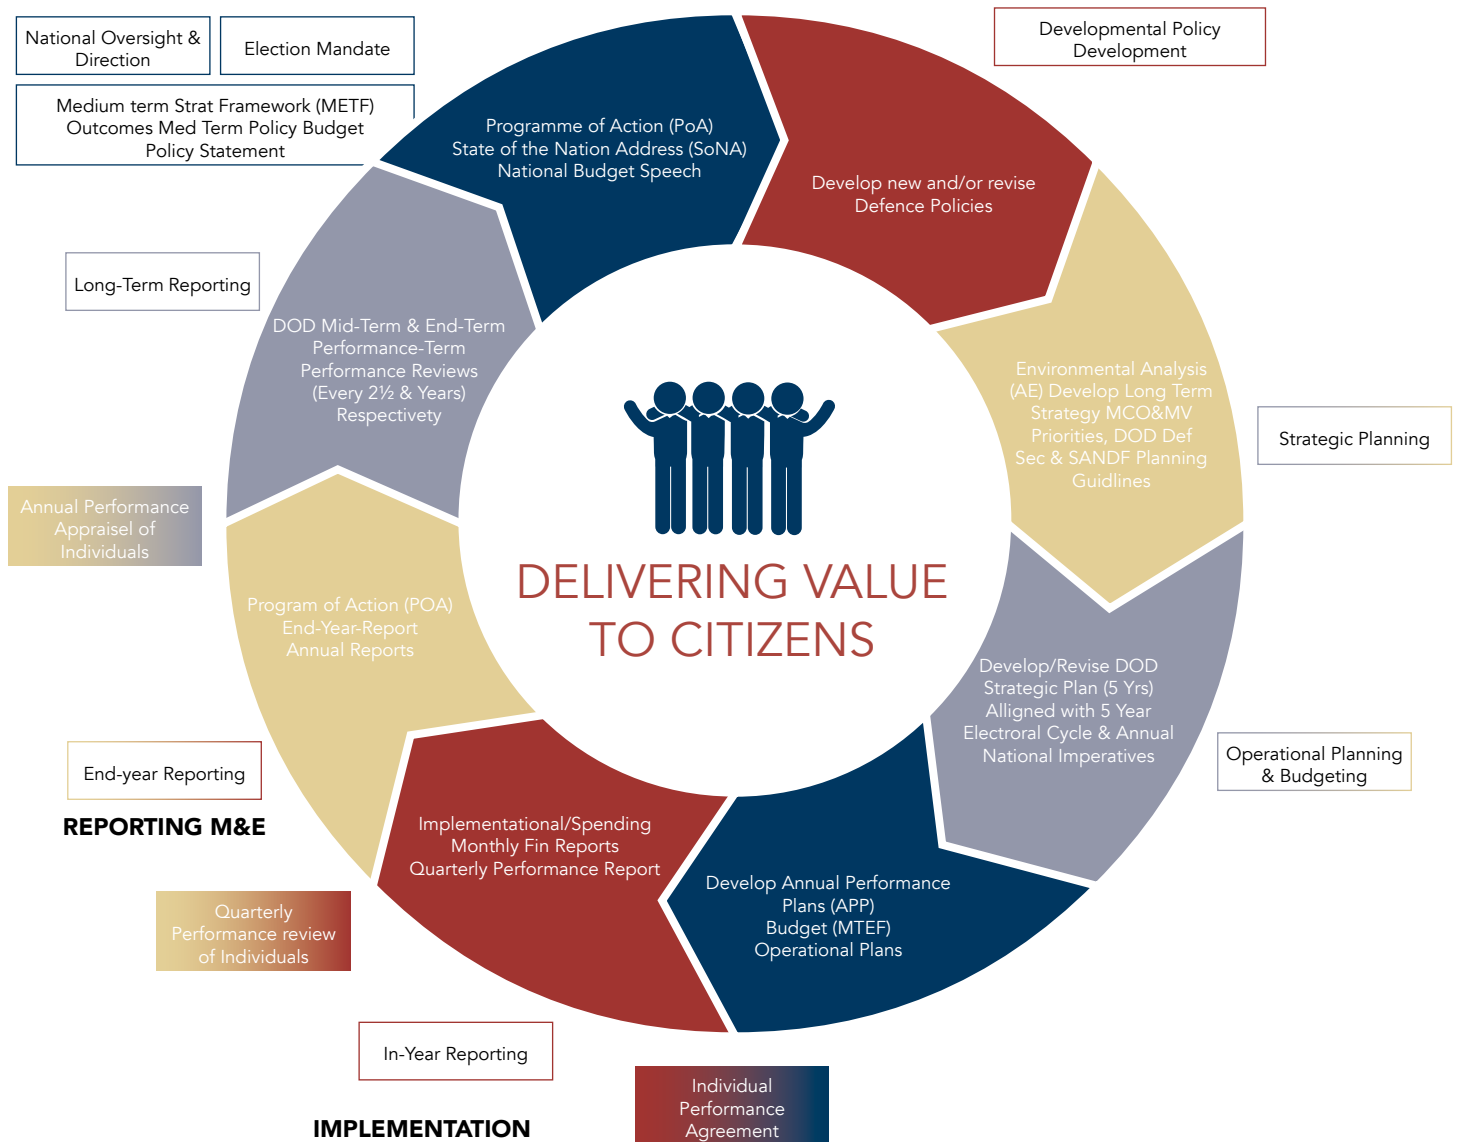 National Oversight &
Direction
Election Mandate
Medium term Strat Framework (METF)
Outcomes Med Term Policy Budget
Policy Statement
Developmental Policy
Development
Programme of Action (PoA)
State of the Nation Address (SoNA)
National Budget Speech
Develop new and/or revise
Defence Policies
Long-Term Reporting
DOD Mid-Term & End-Term
Performance-Term
Performance Reviews
(Every 2½ & Years)
Respectivety
Environmental Analysis
(AE) Develop Long Term
Strategy MCO&MV
Priorities, DOD Def
Sec & SANDF Planning
Guidlines
Strategic Planning
Annual Performance
Appraisel of
Individuals
DELIVERING VALUE
TO CITIZENS
Program of Action (POA)
End-Year-Report
Annual Reports
Develop/Revise DOD
Strategic Plan (5 Yrs)
Alligned with 5 Year
Electroral Cycle & Annual
National Imperatives
Operational Planning
& Budgeting
End-year Reporting
REPORTING M&E
Implementational/Spending
Monthly Fin Reports
Quarterly Performance Report
Develop Annual Performance
Plans (APP)
Budget (MTEF)
Operational Plans
Quarterly
Performance review
of Individuals
In-Year Reporting
Individual
Performance
Agreement
IMPLEMENTATION